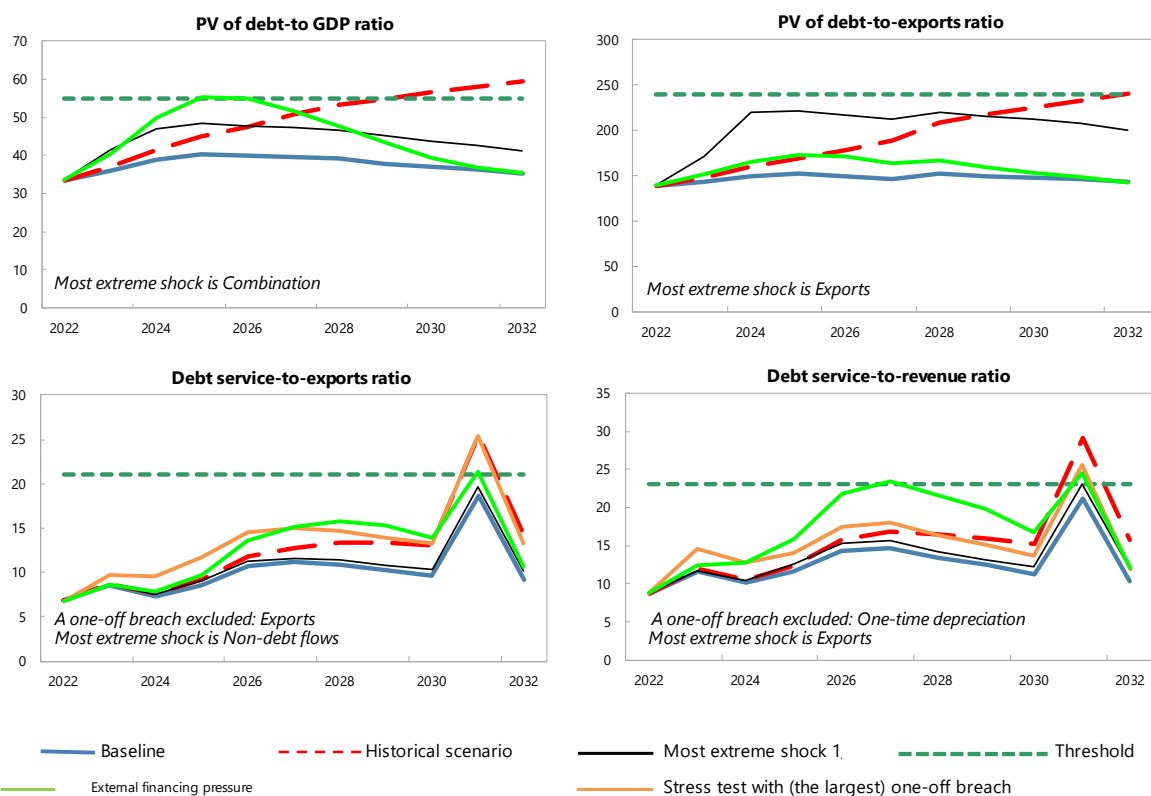 PV of debt-to GDP ratio
70
60
50
40
30
20
10
0
Most extreme shock is Combination
2022 2024 2026 2028 2030 2032
PV of debt-to-exports ratio
300
250
200
150
100
50
0
Most extreme shock is Exports
2022 2024 2026 2028 2030 2032
Debt service-to-exports ratio
30
25
20
15
10
5
0
A one-off breach excluded: Exports
Most extreme shock is Non-debt flows
2022 2024 2026 2028 2030 2032
Debt service-to-revenue ratio
35
30
25
20
15
10
5
0
A one-off breach excluded: One-time depreciation
Most extreme shock is Exports
2022 2024 2026 2028 2030 2032
Baseline Historical scenario Most extreme shock 1/ Threshold
External financing pressure Stress test with (the largest) one-off breach